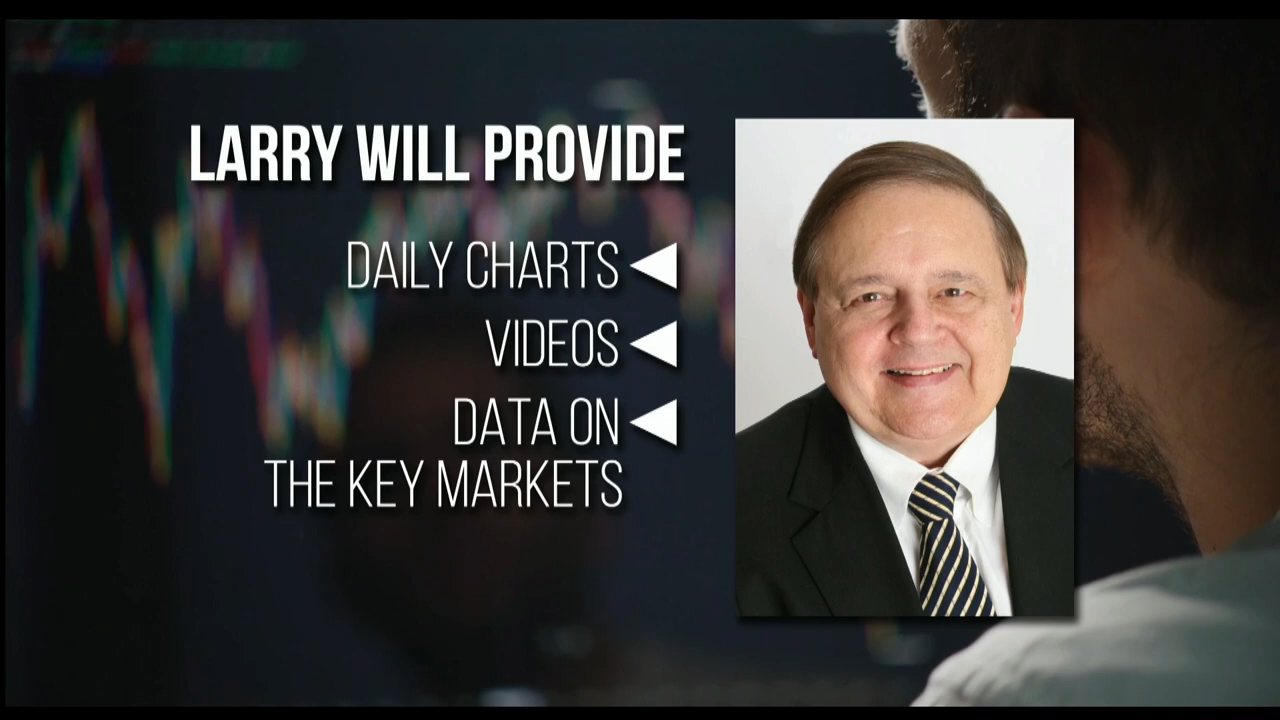 LARRY WILL PROVIDE
DAILY CHARTS
VIDEOS
DATA ON
THE KEY MARKETS